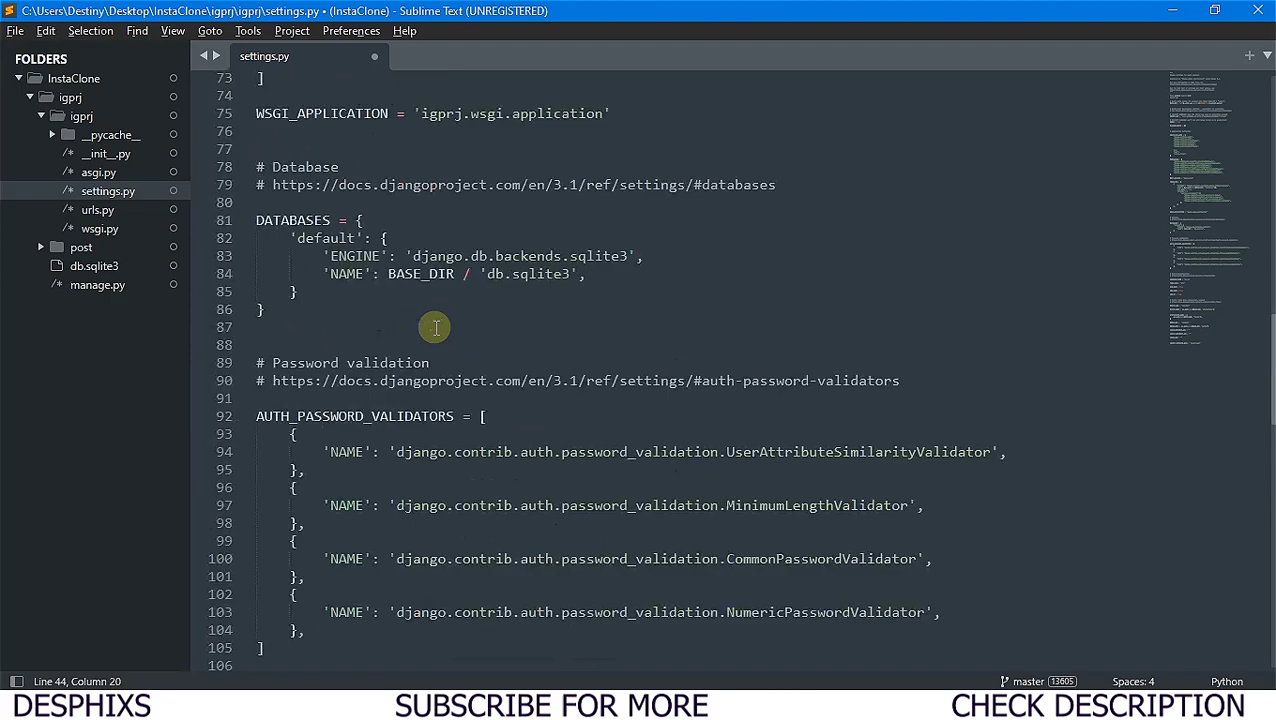 C:\Users\Destiny\Desktop\InstaClone\igprj\igprj\settings.py • (InstaClone) - Sublime Text (UNREGISTERED)
File Edit Selection Find View Goto Tools Project Preferences Help
FOLDERS
InstaClone
igprj
igprj
__pycache__
/* __init__.py
/* asgi.py
/* settings.py
/* urls.py
/* wsgi.py
post
db.sqlite3
/* manage.py
settings.py
73 ]
74
75 WSGI_APPLICATION = 'igprj.wsgi.application'
76
77
78 # Database
79 # https://docs.djangoproject.com/en/3.1/ref/settings/#databases
80
81 DATABASES = {
82 'default': {
83 'ENGINE': 'django.db.backends.sqlite3',
84 'NAME': BASE_DIR / 'db.sqlite3',
85 }
86 }
87
88
89 # Password validation
90 # https://docs.djangoproject.com/en/3.1/ref/settings/#auth-password-validators
91
92 AUTH_PASSWORD_VALIDATORS = [
93 {
94 'NAME': 'django.contrib.auth.password_validation.UserAttributeSimilarityValidator',
95 },
96 {
97 'NAME': 'django.contrib.auth.password_validation.MinimumLengthValidator',
98 },
99 {
100 'NAME': 'django.contrib.auth.password_validation.CommonPasswordValidator',
101 },
102 {
103 'NAME': 'django.contrib.auth.password_validation.NumericPasswordValidator',
104 },
105 ]
106
Line 44, Column 20
master 13605
Spaces: 4
Python
DESPHIXS
SUBSCRIBE FOR MORE
CHECK DESCRIPTION